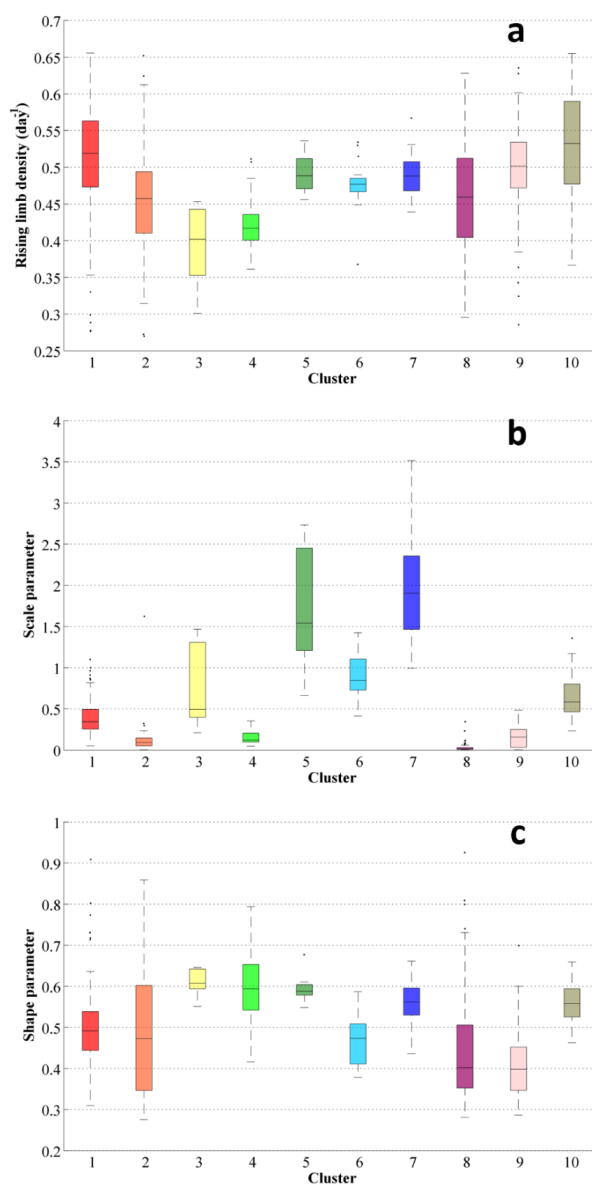 a
0.7
0.65
0.6
0.55
0.5
0.45
0.4
0.35
0.3
0.25
Rising limb density (day⁻¹)
1 2 3 4 5 6 7 8 9 10
Cluster
b
4
3.5
3
2.5
2
1.5
1
0.5
0
Scale parameter
1 2 3 4 5 6 7 8 9 10
Cluster
c
1
0.9
0.8
0.7
0.6
0.5
0.4
0.3
0.2
Shape parameter
1 2 3 4 5 6 7 8 9 10
Cluster